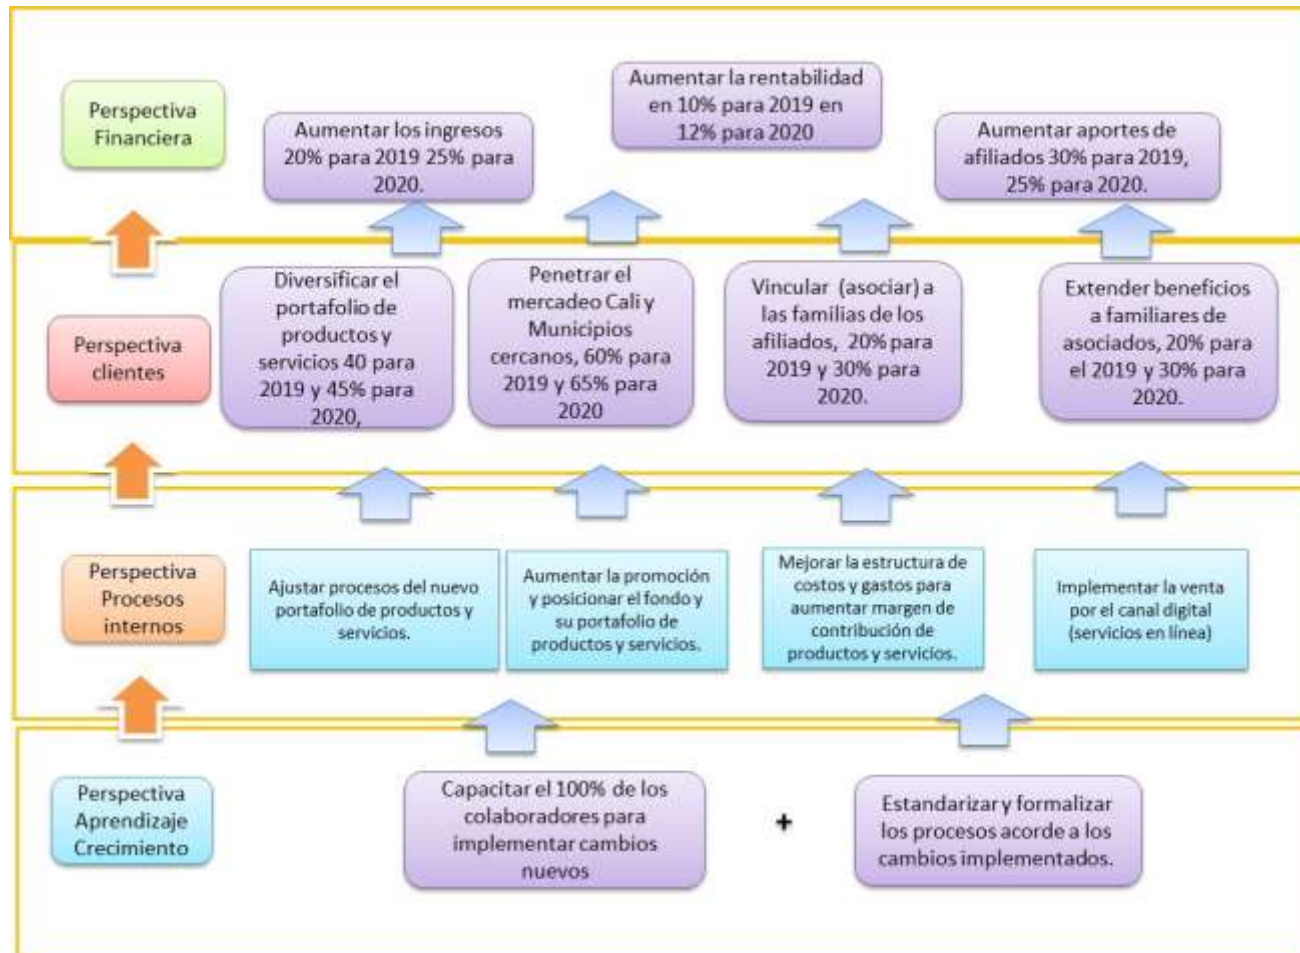 Perspectiva
Financiera
Aumentar los ingresos
20% para 2019 25% para
2020.
Aumentar la rentabilidad
en 10% para 2019 en
12% para 2020
Aumentar aportes de
afiliados 30% para 2019,
25% para 2020.
Perspectiva
clientes
Diversificar el
portafolio de
productos y
servicios 40 para
2019 y 45% para
2020,
Penetrar el
mercadeo Cali y
Municipios
cercanos, 60% para
2019 y 65% para
2020
Vincular (asociar) a
las familias de los
afiliados, 20% para
2019 y 30% para
2020.
Extender beneficios
a familiares de
asociados, 20% para
el 2019 y 30% para
2020.
Perspectiva
Procesos
internos
Ajustar procesos del nuevo
portafolio de productos y
servicios.
Aumentar la promoción
y posicionar el fondo y
su portafolio de
productos y servicios.
Mejorar la estructura de
costos y gastos para
aumentar margen de
contribución de
productos y servicios.
Implementar la venta
por el canal digital
(servicios en línea)
Perspectiva
Aprendizaje
Crecimiento
Capacitar el 100% de los
colaboradores para
implementar cambios
nuevos
+
Estandarizar y formalizar
los procesos acorde a los
cambios implementados.